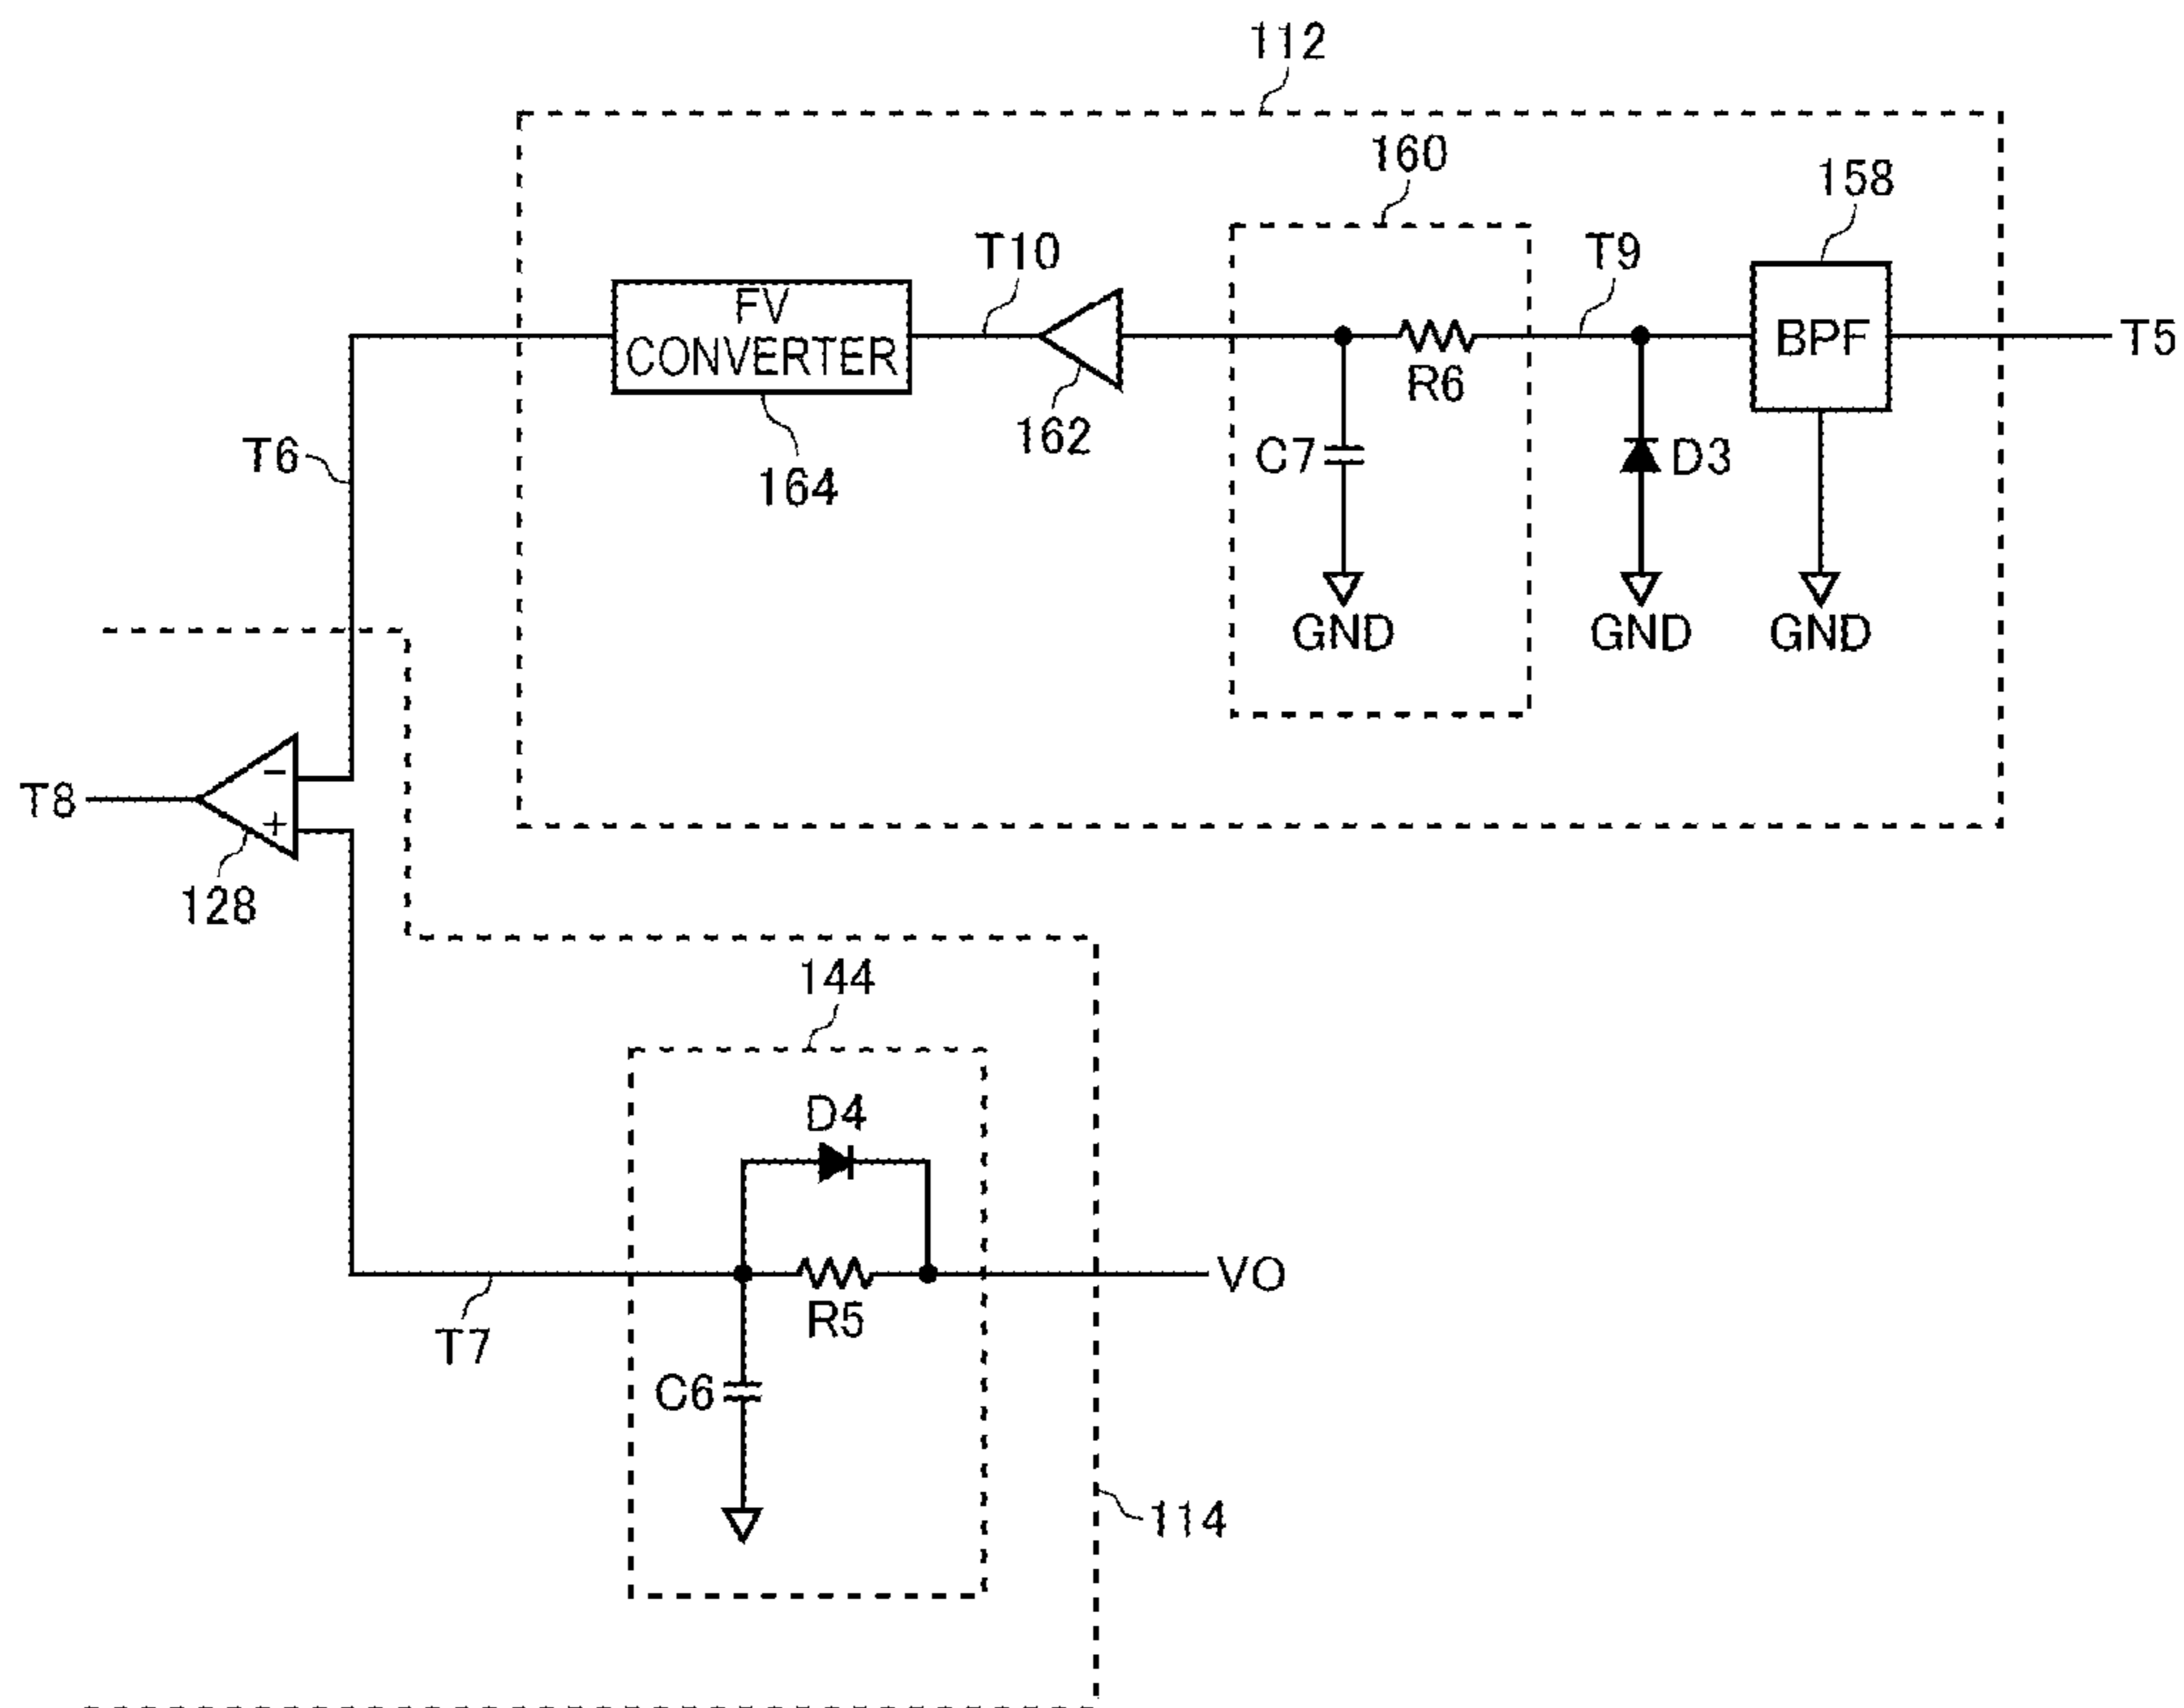 112
160
158
T10
T9
FV
CONVERTER
BPF
T5
R6
162
T6
C7
D3
164
GND
GND
GND
−
T8
+
128
144
D4
VO
R5
T7
C6
114